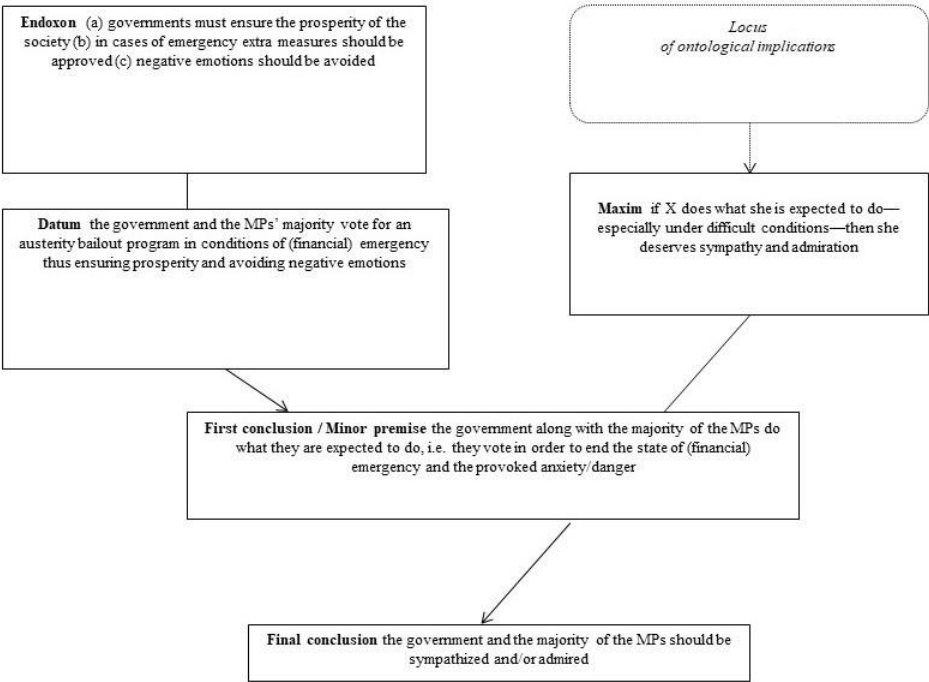 Endoxon (a) governments must ensure the prosperity of the
society (b) in cases of emergency extra measures should be
approved (c) negative emotions should be avoided
Locus
of ontological implications
Datum the government and the MPs' majority vote for an
austerity bailout program in conditions of (financial) emergency
thus ensuring prosperity and avoiding negative emotions
Maxim if X does what she is expected to do—
especially under difficult conditions—then she
deserves sympathy and admiration
First conclusion / Minor premise the government along with the majority of the MPs do
what they are expected to do, i.e. they vote in order to end the state of (financial)
emergency and the provoked anxiety/danger
Final conclusion the government and the majority of the MPs should be
sympathized and/or admired